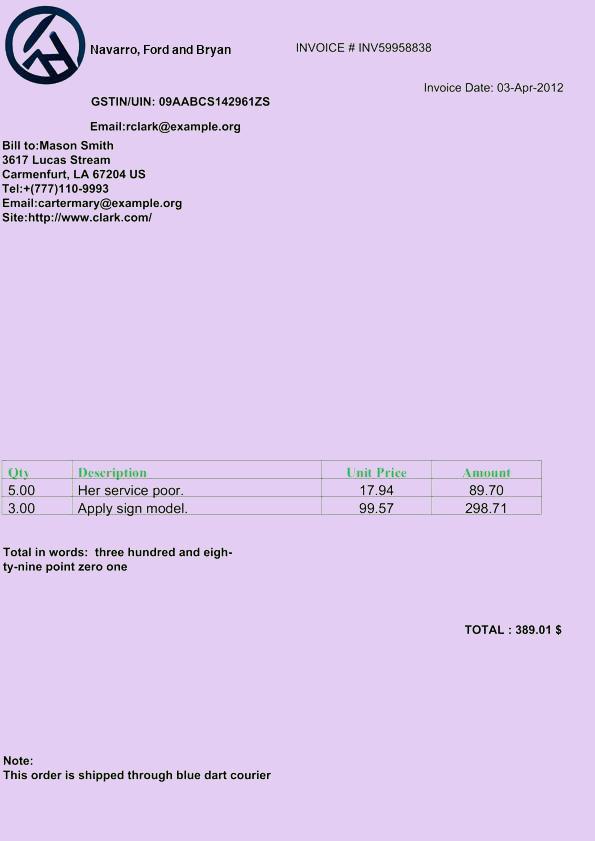 Navarro, Ford and Bryan
INVOICE # INV59958838
Invoice Date: 03-Apr-2012
GSTIN/UIN: 09AABCS142961ZS
Email:rclark@example.org
Bill to:Mason Smith
3617 Lucas Stream
Carmenfurt, LA 67204 US
Tel:+(777)110-9993
Email:cartermary@example.org
Site:http://www.clark.com/
Qty Description Unit Price Amount
5.00 Her service poor. 17.94 89.70
3.00 Apply sign model. 99.57 298.71
Total in words:  three hundred and eigh-
ty-nine point zero one
TOTAL : 389.01 $
Note:
This order is shipped through blue dart courier